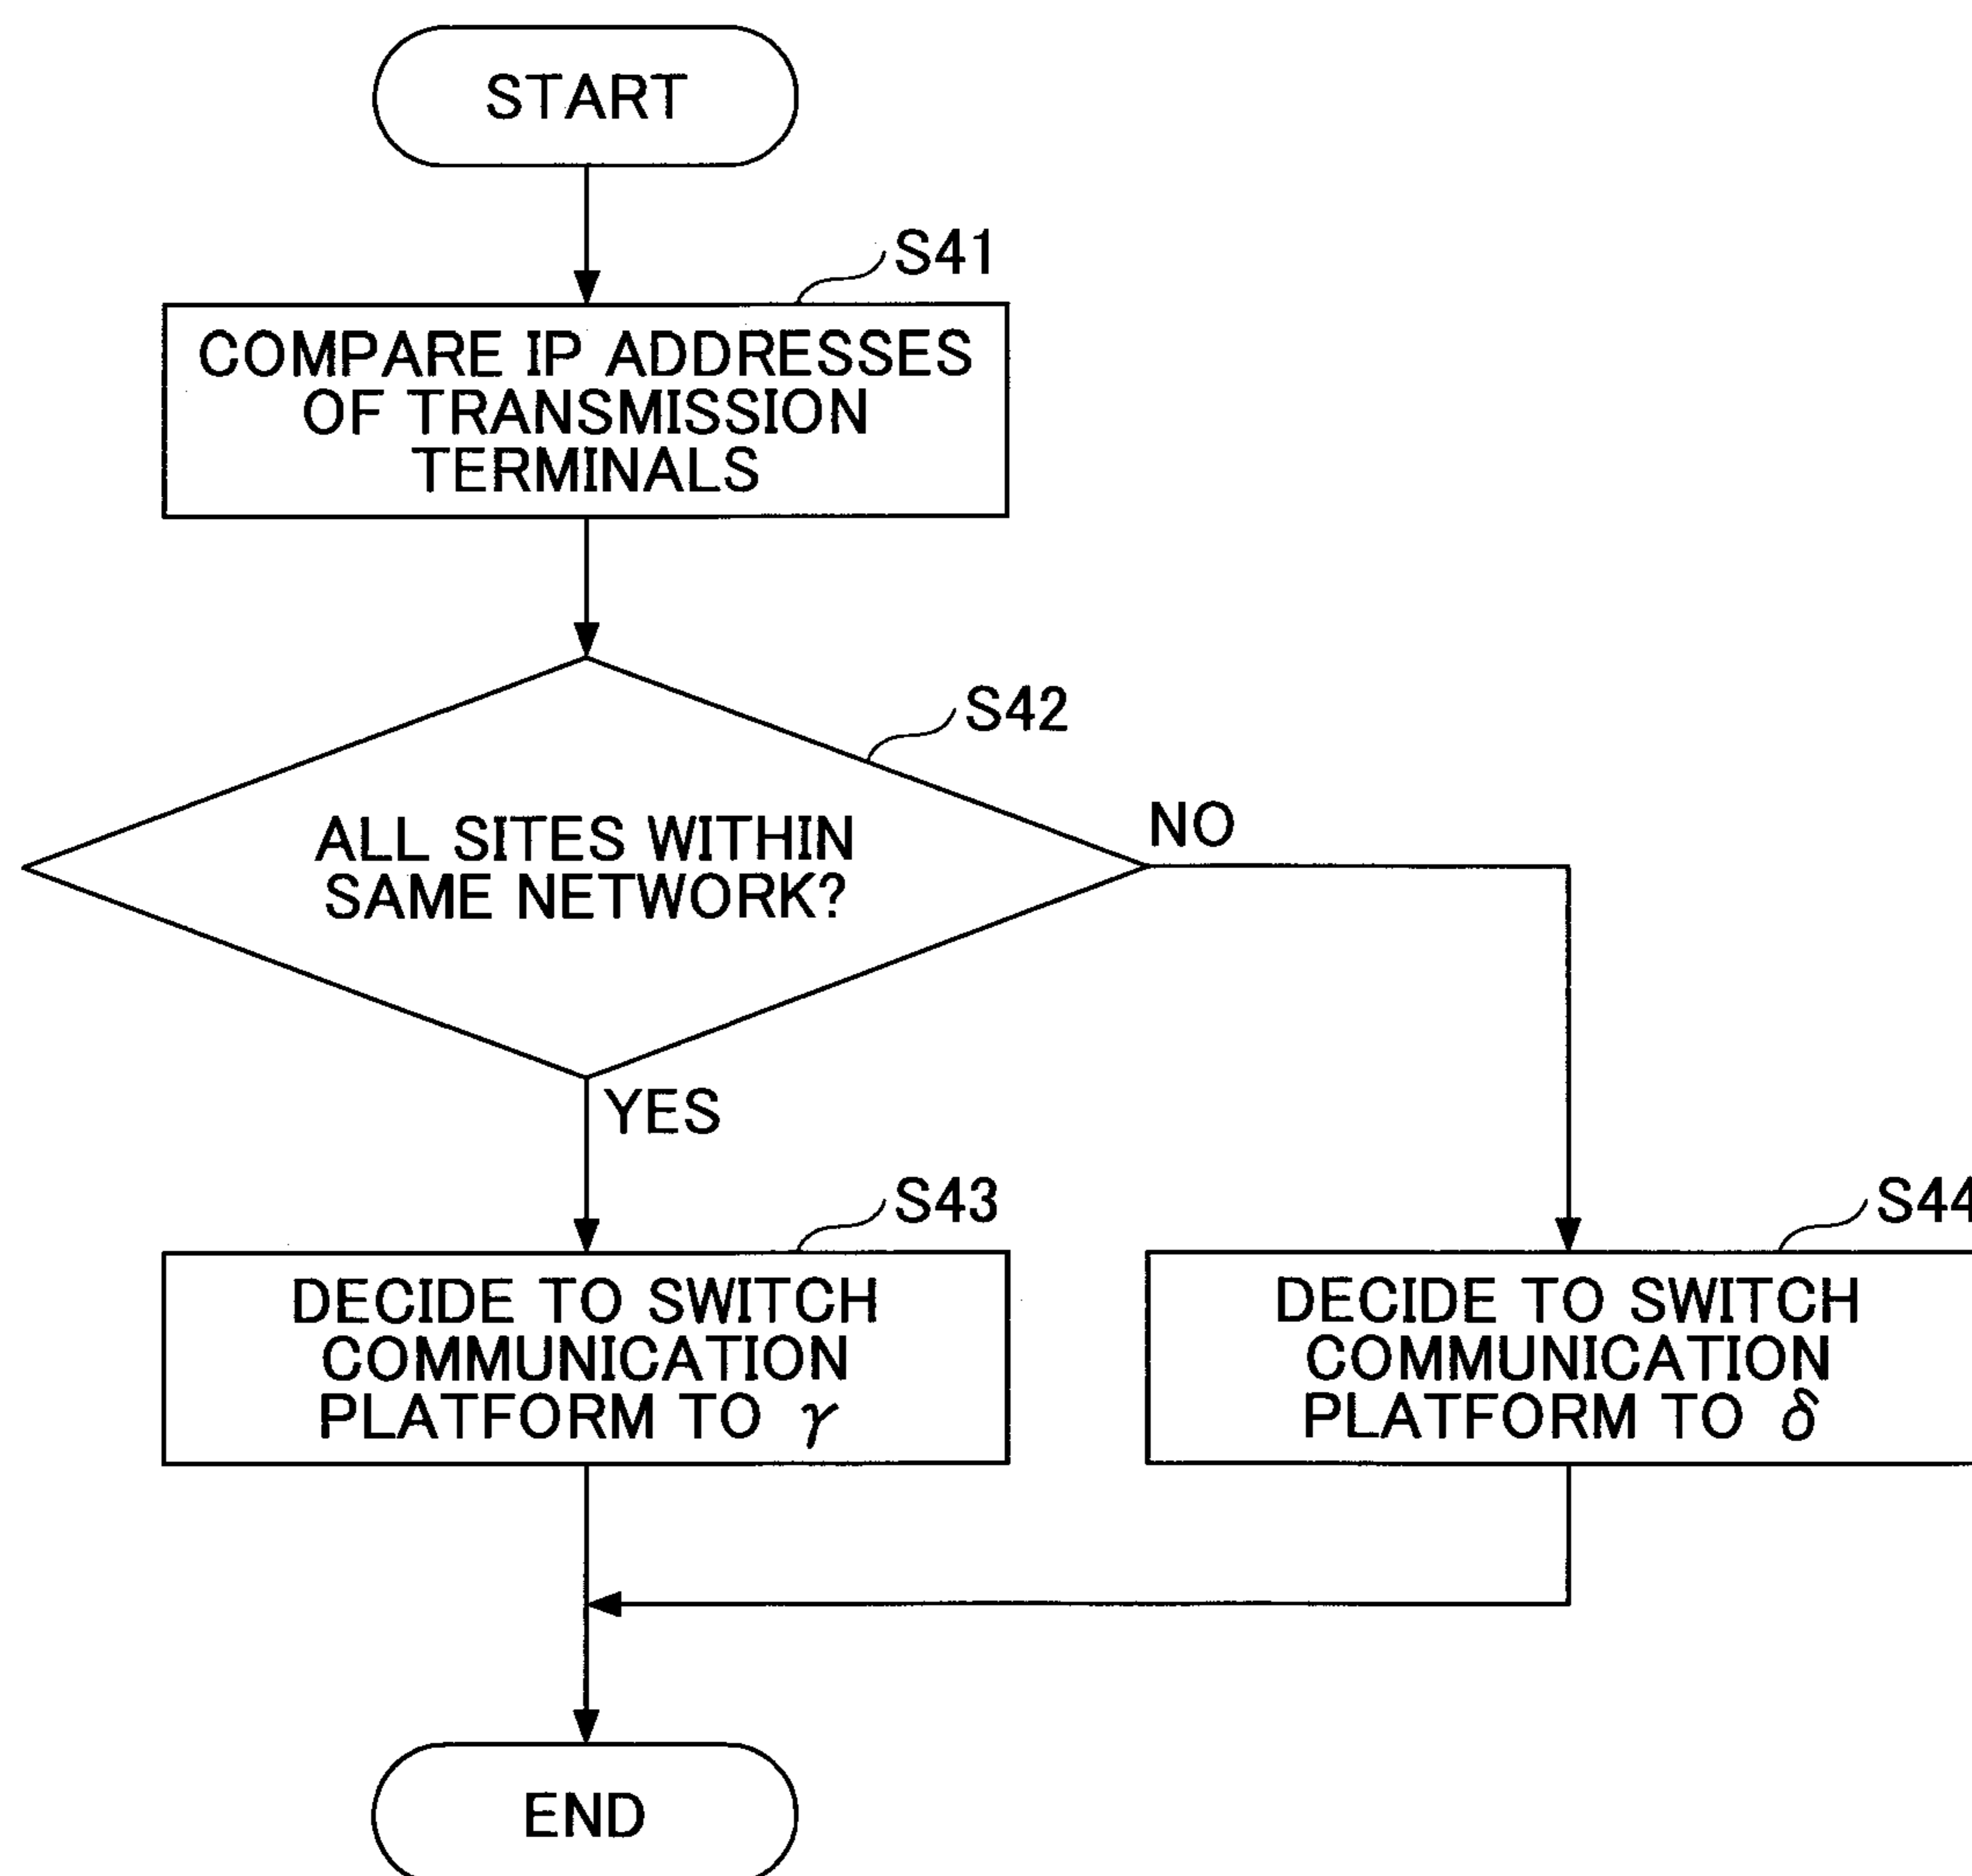 START
S41
COMPARE IP ADDRESSES
OF TRANSMISSION
TERMINALS
S42
ALL SITES WITHIN
SAME NETWORK?
NO
YES
S43
DECIDE TO SWITCH
COMMUNICATION
PLATFORM TO γ
S44
DECIDE TO SWITCH
COMMUNICATION
PLATFORM TO δ
END